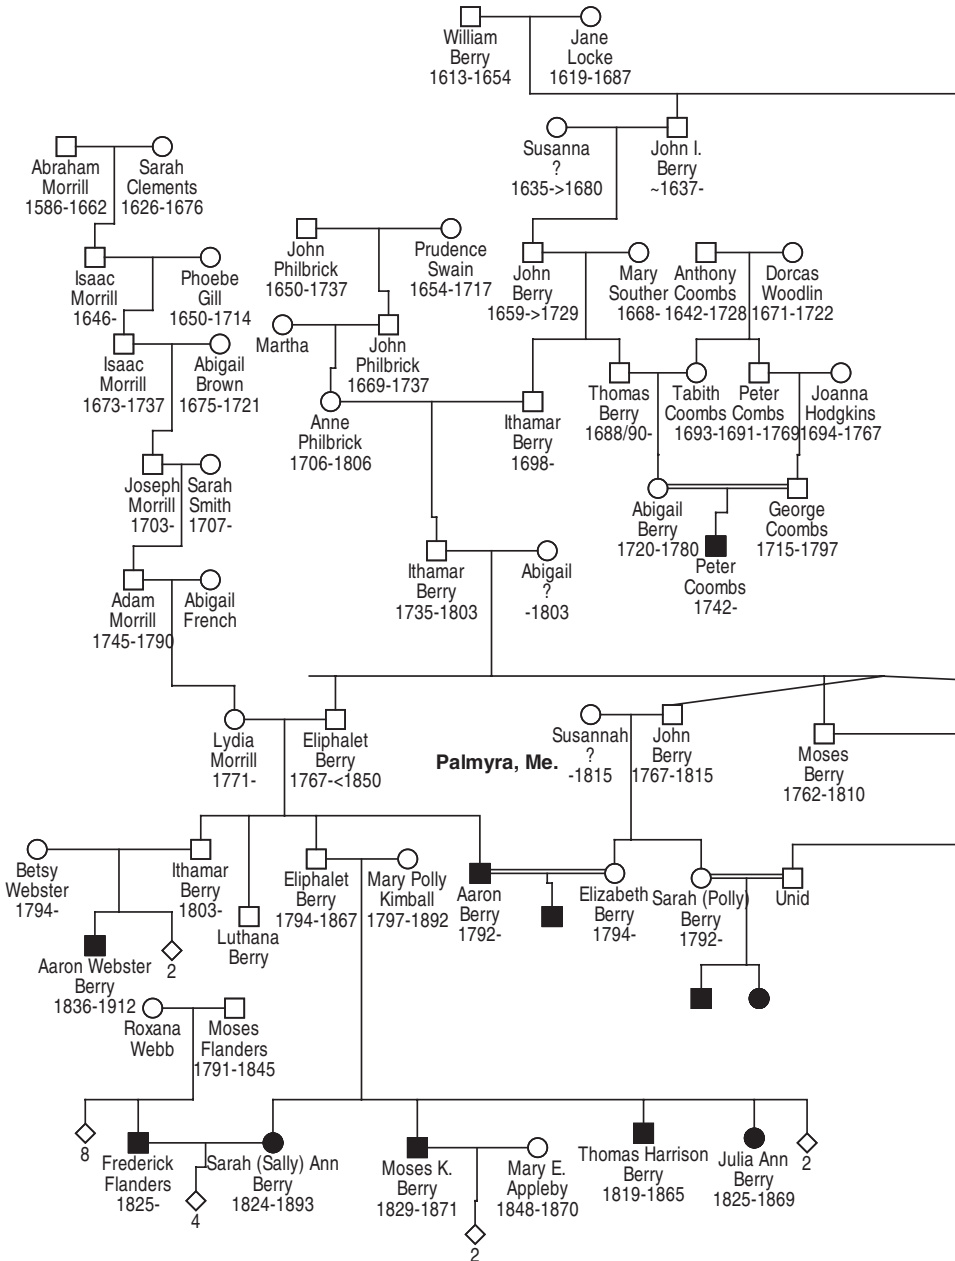 William
Berry
1613-1654
Jane
Locke
1619-1687
Susanna
?
1635->1680
John I.
Berry
~1637-
Abraham
Morrill
1586-1662
Sarah
Clements
1626-1676
Isaac
Morrill
1646-
Phoebe
Gill
1650-1714
John
Philbrick
1650-1737
Prudence
Swain
1654-1717
John
Berry
1659->1729
Mary
Souther
1668-
Anthony
Coombs
1642-1728
Dorcas
Woodlin
1671-1722
Isaac
Morrill
1673-1737
Abigail
Brown
1675-1721
Martha
John
Philbrick
1669-1737
Anne
Philbrick
1706-1806
Ithamar
Berry
1698-
Thomas
Berry
1688/90-
Tabith
Coombs
1693-
Peter
Combs
1691-1769
Joanna
Hodgkins
1694-1767
Joseph
Morrill
1703-
Sarah
Smith
1707-
Abigail
Berry
1720-1780
George
Coombs
1715-1797
Peter
Coombs
1742-
Adam
Morrill
1745-1790
Abigail
French
Ithamar
Berry
1735-1803
Abigail
?
-1803
Lydia
Morrill
1771-
Eliphalet
Berry
1767-<1850
Palmyra, Me.
Susannah
?
-1815
John
Berry
1767-1815
Moses
Berry
1762-1810
Betsy
Webster
1794-
Ithamar
Berry
1803-
Luthana
Berry
Eliphalet
Berry
1794-1867
Mary Polly
Kimball
1797-1892
Aaron
Berry
1792-
Elizabeth
Berry
1794-
Sarah (Polly)
Berry
1792-
Unid
Aaron Webster
Berry
1836-1912
2
Roxana
Webb
Moses
Flanders
1791-1845
8
Frederick
Flanders
1825-
4
Sarah (Sally) Ann
Berry
1824-1893
Moses K.
Berry
1829-1871
2
Mary E.
Appleby
1848-1870
Thomas Harrison
Berry
1819-1865
Julia Ann
Berry
1825-1869
2